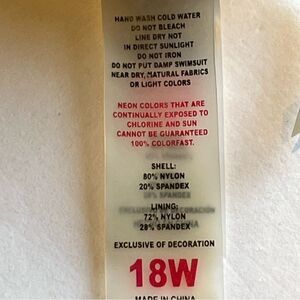 HAND WASH COLD WATER
DO NOT BLEACH
LINE DRY NOT
IN DIRECT SUNLIGHT
DO NOT IRON
DO NOT PUT DAMP SWIMSUIT
NEAR DRY, NATURAL FABRICS
OR LIGHT COLORS
NEON COLORS THAT ARE
CONTINUALLY EXPOSED TO
CHLORINE AND SUN
CANNOT BE GUARANTEED
100% COLORFAST.
SHELL:
80% NYLON
20% SPANDEX
LINING:
72% NYLON
28% SPANDEX
EXCLUSIVE OF DECORATION
18W
MADE IN CHINA